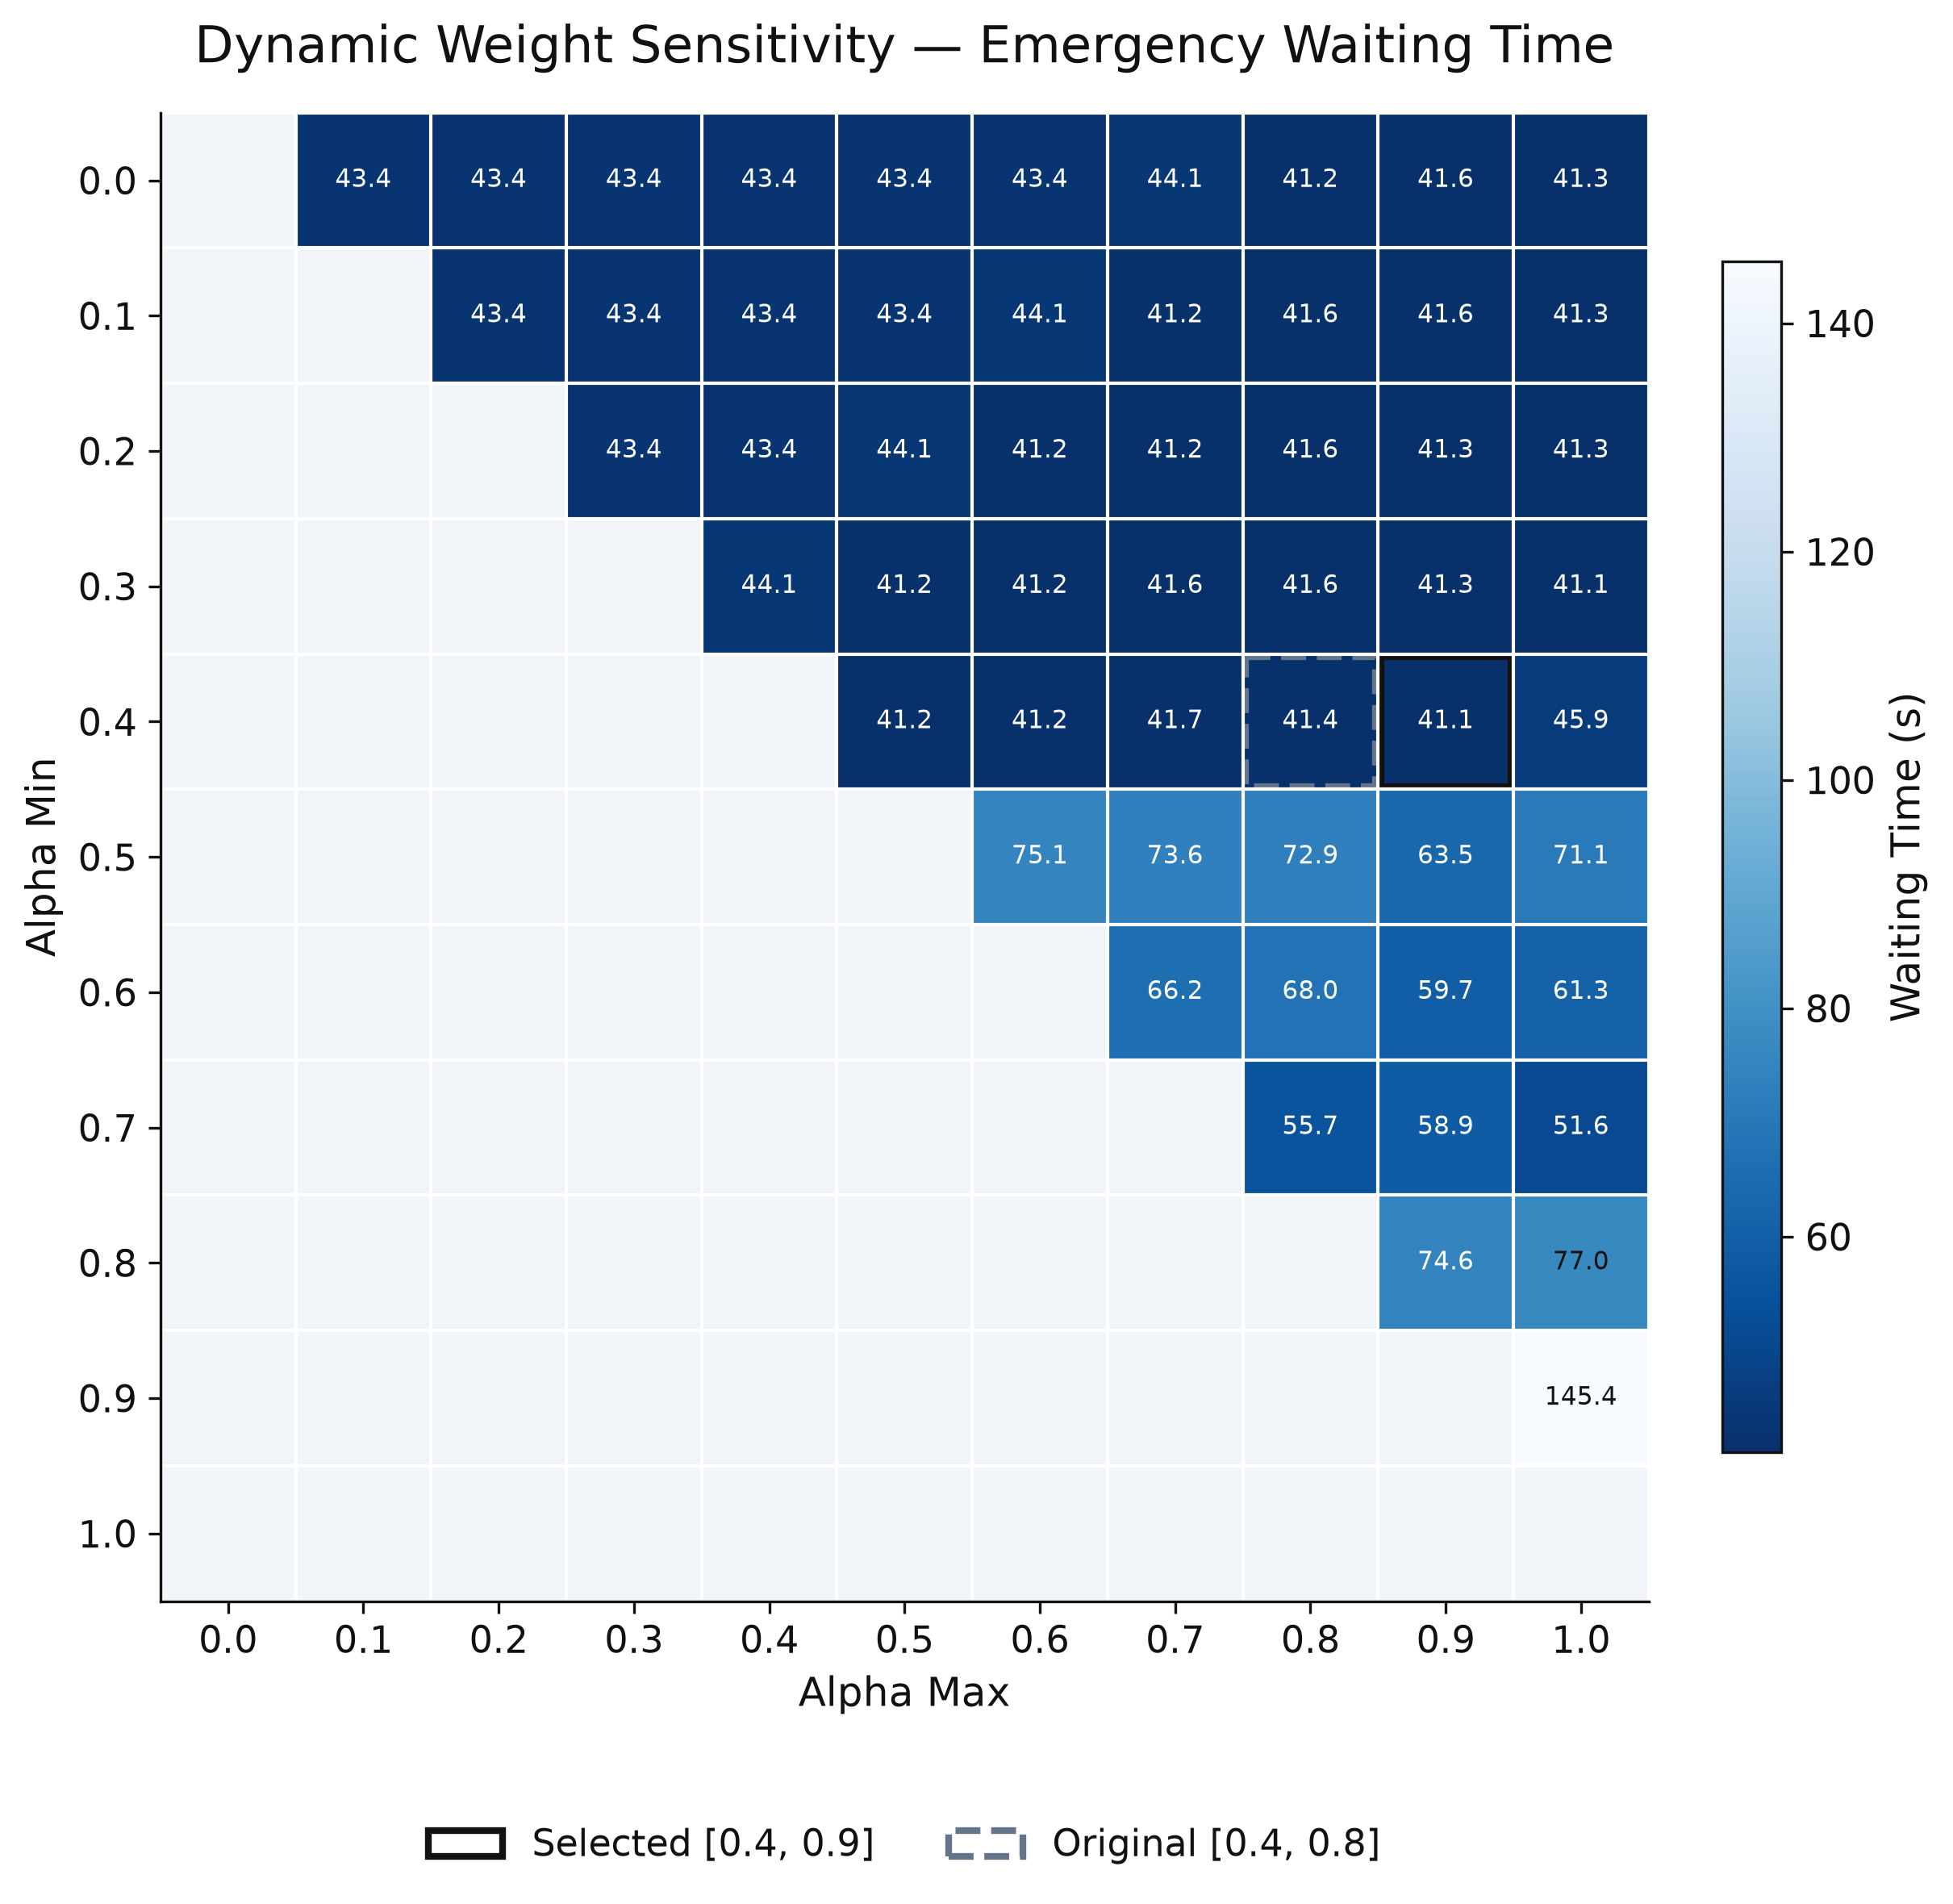 Dynamic Weight Sensitivity — Emergency Waiting Time
0.0 43.4 43.4 43.4 43.4 43.4 43.4 44.1 41.2 41.6 41.3
0.1 43.4 43.4 43.4 43.4 44.1 41.2 41.6 41.6 41.3
0.2 43.4 43.4 44.1 41.2 41.2 41.6 41.3 41.3
0.3 44.1 41.2 41.2 41.6 41.6 41.3 41.1
0.4 41.2 41.2 41.7 41.4 41.1 45.9
0.5 75.1 73.6 72.9 63.5 71.1
0.6 66.2 68.0 59.7 61.3
0.7 55.7 58.9 51.6
0.8 74.6 77.0
0.9 145.4
1.0
Alpha Min
0.0 0.1 0.2 0.3 0.4 0.5 0.6 0.7 0.8 0.9 1.0
Alpha Max
140
120
100
80
60
Waiting Time (s)
Selected [0.4, 0.9] Original [0.4, 0.8]